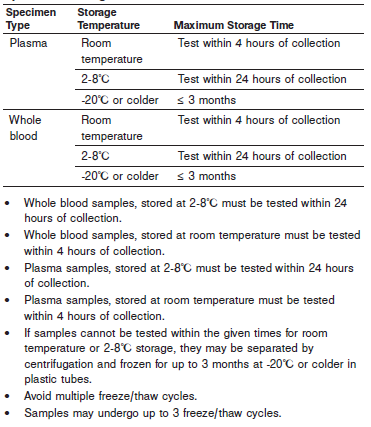 Specimen Type Storage Temperature Maximum Storage Time
Plasma Room temperature Test within 4 hours of collection
2-8℃ Test within 24 hours of collection
-20℃ or colder ≤ 3 months
Whole blood Room temperature Test within 4 hours of collection
2-8℃ Test within 24 hours of collection
-20℃ or colder ≤ 3 months
• Whole blood samples, stored at 2-8℃ must be tested within 24
hours of collection.
• Whole blood samples, stored at room temperature must be tested
within 4 hours of collection.
• Plasma samples, stored at 2-8℃ must be tested within 24 hours
of collection.
• Plasma samples, stored at room temperature must be tested
within 4 hours of collection.
• If samples cannot be tested within the given times for room
temperature or 2-8℃ storage, they may be separated by
centrifugation and frozen for up to 3 months at -20℃ or colder in
plastic tubes.
• Avoid multiple freeze/thaw cycles.
• Samples may undergo up to 3 freeze/thaw cycles.